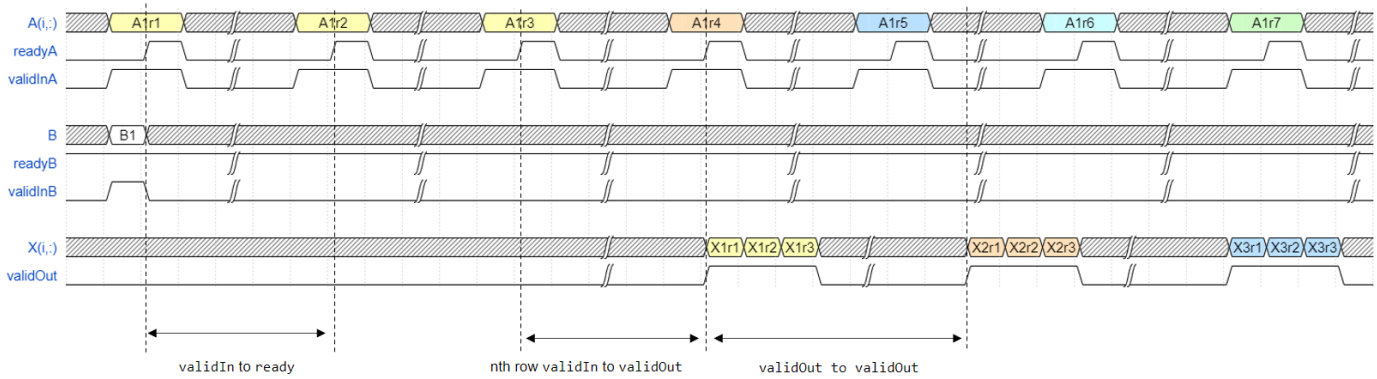 A(i,:) A1r1 A1r2 A1r3 A1r4 A1r5 A1r6 A1r7
readyA
validInA
B B1
readyB
validInB
X(i,:) X1r1 X1r2 X1r3 X2r1 X2r2 X2r3 X3r1 X3r2 X3r3
validOut
validIn to ready nth row validIn to validOut validOut to validOut